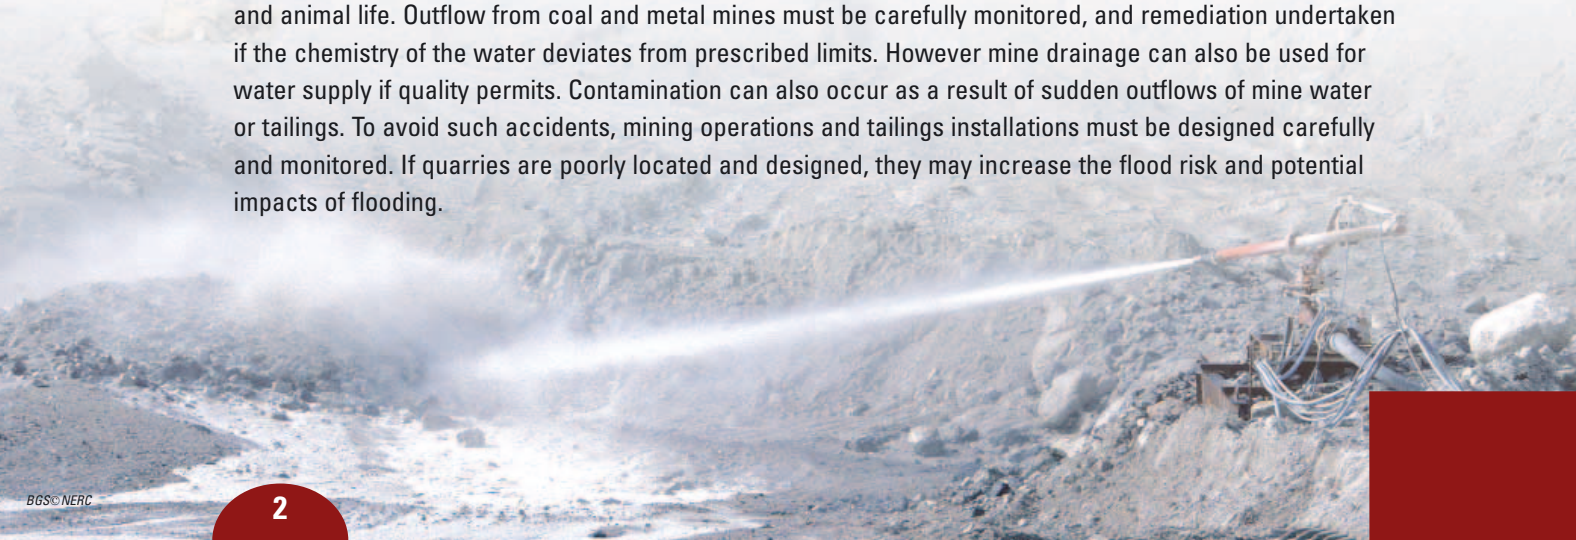 and animal life. Outflow from coal and metal mines must be carefully monitored, and remediation undertaken
if the chemistry of the water deviates from prescribed limits. However mine drainage can also be used for
water supply if quality permits. Contamination can also occur as a result of sudden outflows of mine water
or tailings. To avoid such accidents, mining operations and tailings installations must be designed carefully
and monitored. If quarries are poorly located and designed, they may increase the flood risk and potential
impacts of flooding.
BGS© NERC
2